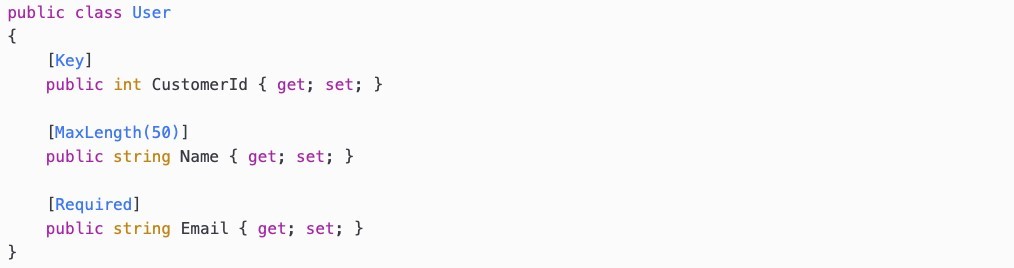 public class User
{
    [Key]
    public int CustomerId { get; set; }

    [MaxLength(50)]
    public string Name { get; set; }

    [Required]
    public string Email { get; set; }
}